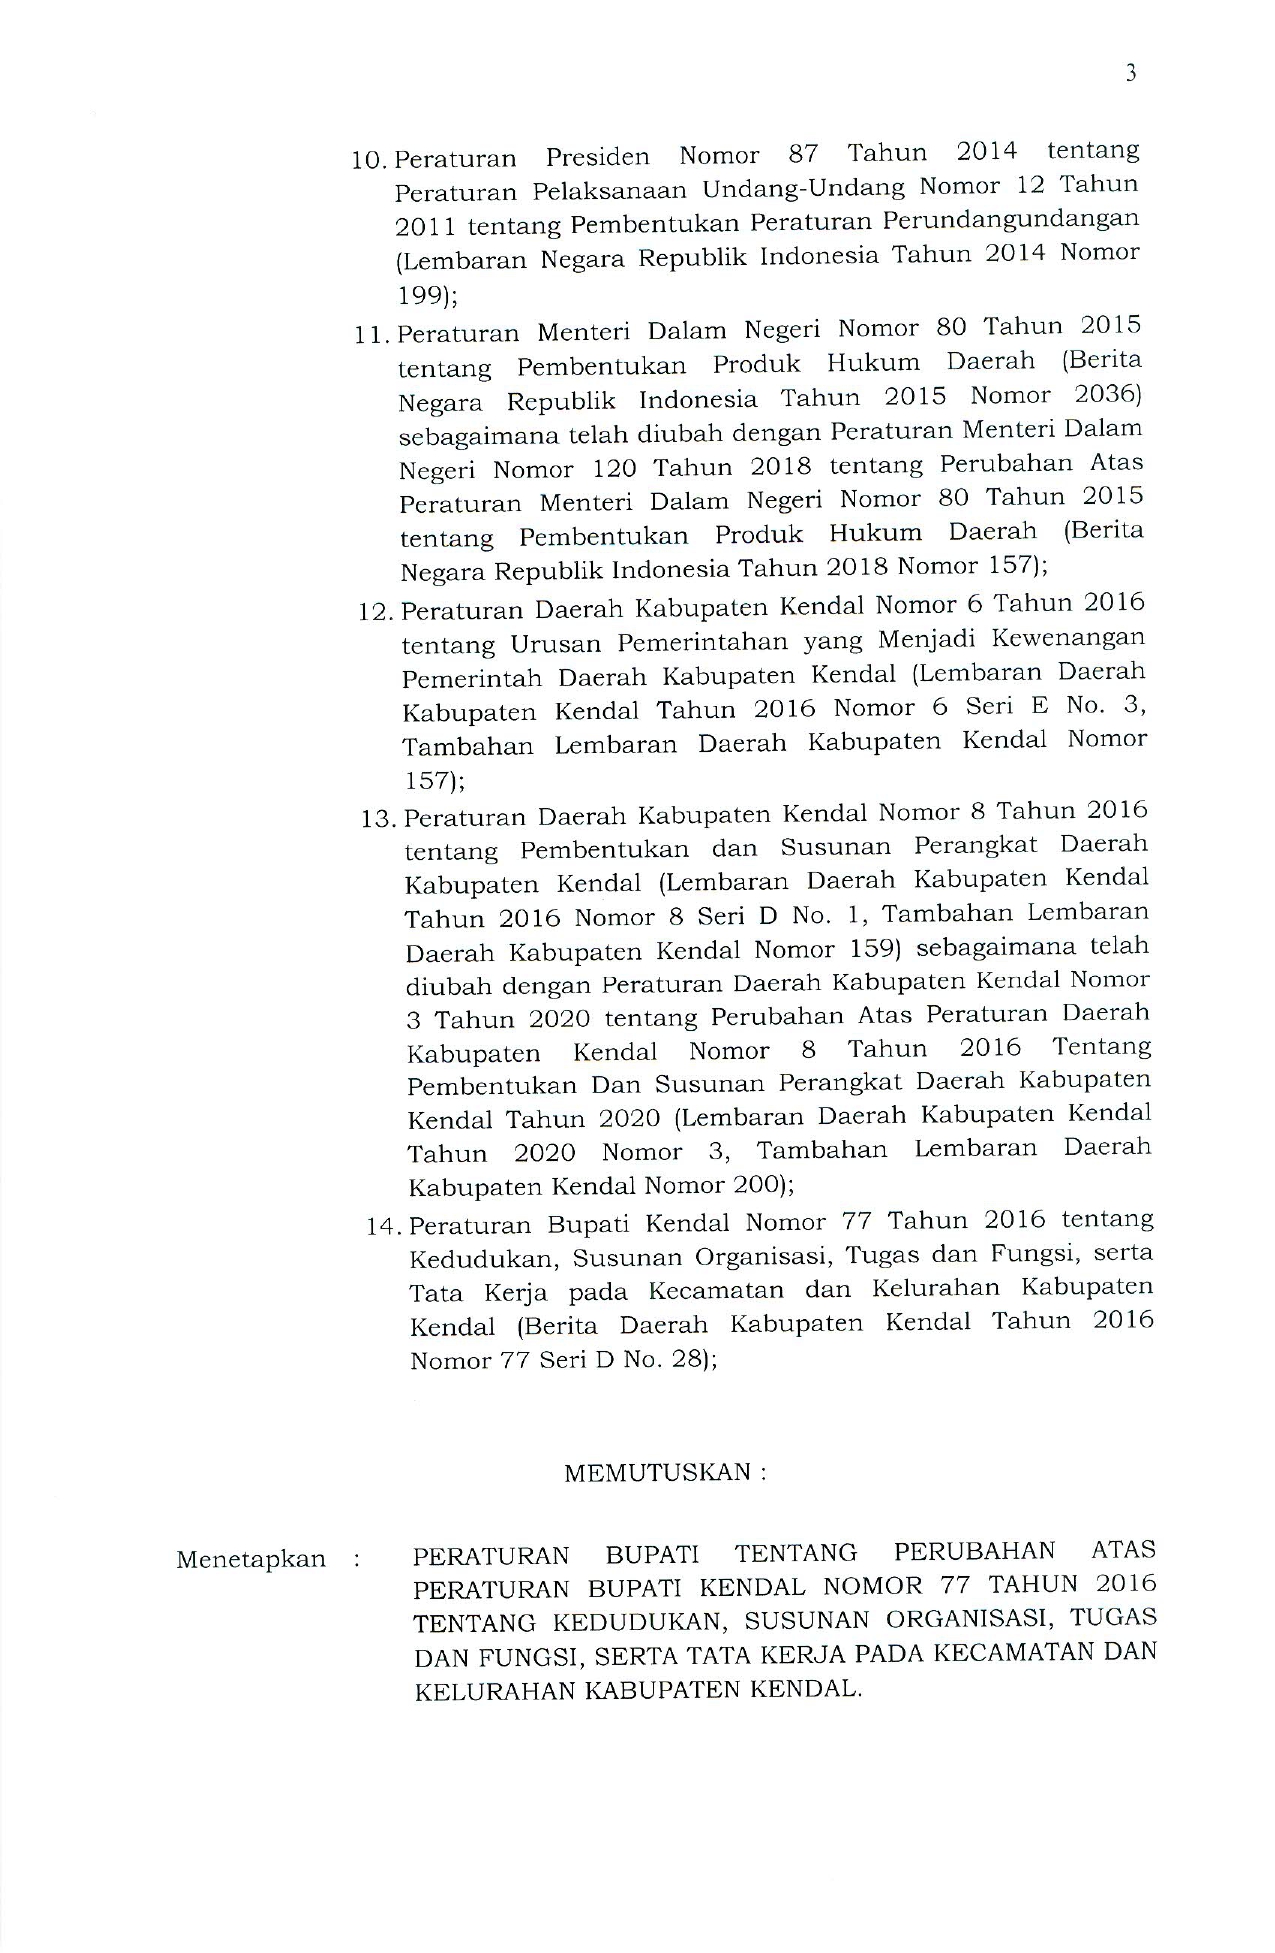 3
10. Peraturan Presiden Nomor 87 Tahun 2014 tentang
Peraturan Pelaksanaan Undang-Undang Nomor 12 Tahun
2011 tentang Pembentukan Peraturan Perundangundangan
(Lembaran Negara Republik Indonesia Tahun 2014 Nomor
199);
11. Peraturan Menteri Dalam Negeri Nomor 80 Tahun 2015
tentang Pembentukan Produk Hukum Daerah (Berita
Negara Republik Indonesia Tahun 2015 Nomor 2036)
sebagaimana telah diubah dengan Peraturan Menteri Dalam
Negeri Nomor 120 Tahun 2018 tentang Perubahan Atas
Peraturan Menteri Dalam Negeri Nomor 80 Tahun 2015
tentang Pembentukan Produk Hukum Daerah (Berita
Negara Republik Indonesia Tahun 2018 Nomor 157);
12. Peraturan Daerah Kabupaten Kendal Nomor 6 Tahun 2016
tentang Urusan Pemerintahan yang Menjadi Kewenangan
Pemerintah Daerah Kabupaten Kendal (Lembaran Daerah
Kabupaten Kendal Tahun 2016 Nomor 6 Seri E No. 3,
Tambahan Lembaran Daerah Kabupaten Kendal Nomor
157);
13. Peraturan Daerah Kabupaten Kendal Nomor 8 Tahun 2016
tentang Pembentukan dan Susunan Perangkat Daerah
Kabupaten Kendal (Lembaran Daerah Kabupaten Kendal
Tahun 2016 Nomor 8 Seri D No. 1, Tambahan Lembaran
Daerah Kabupaten Kendal Nomor 159) sebagaimana telah
diubah dengan Peraturan Daerah Kabupaten Kendal Nomor
3 Tahun 2020 tentang Perubahan Atas Peraturan Daerah
Kabupaten Kendal Nomor 8 Tahun 2016 Tentang
Pembentukan Dan Susunan Perangkat Daerah Kabupaten
Kendal Tahun 2020 (Lembaran Daerah Kabupaten Kendal
Tahun 2020 Nomor 3, Tambahan Lembaran Daerah
Kabupaten Kendal Nomor 200);
14. Peraturan Bupati Kendal Nomor 77 Tahun 2016 tentang
Kedudukan, Susunan Organisasi, Tugas dan Fungsi, serta
Tata Kerja pada Kecamatan dan Kelurahan Kabupaten
Kendal (Berita Daerah Kabupaten Kendal Tahun 2016
Nomor 77 Seri D No. 28);
MEMUTUSKAN :
Menetapkan : PERATURAN BUPATI TENTANG PERUBAHAN ATAS
PERATURAN BUPATI KENDAL NOMOR 77 TAHUN 2016
TENTANG KEDUDUKAN, SUSUNAN ORGANISASI, TUGAS
DAN FUNGSI, SERTA TATA KERJA PADA KECAMATAN DAN
KELURAHAN KABUPATEN KENDAL.